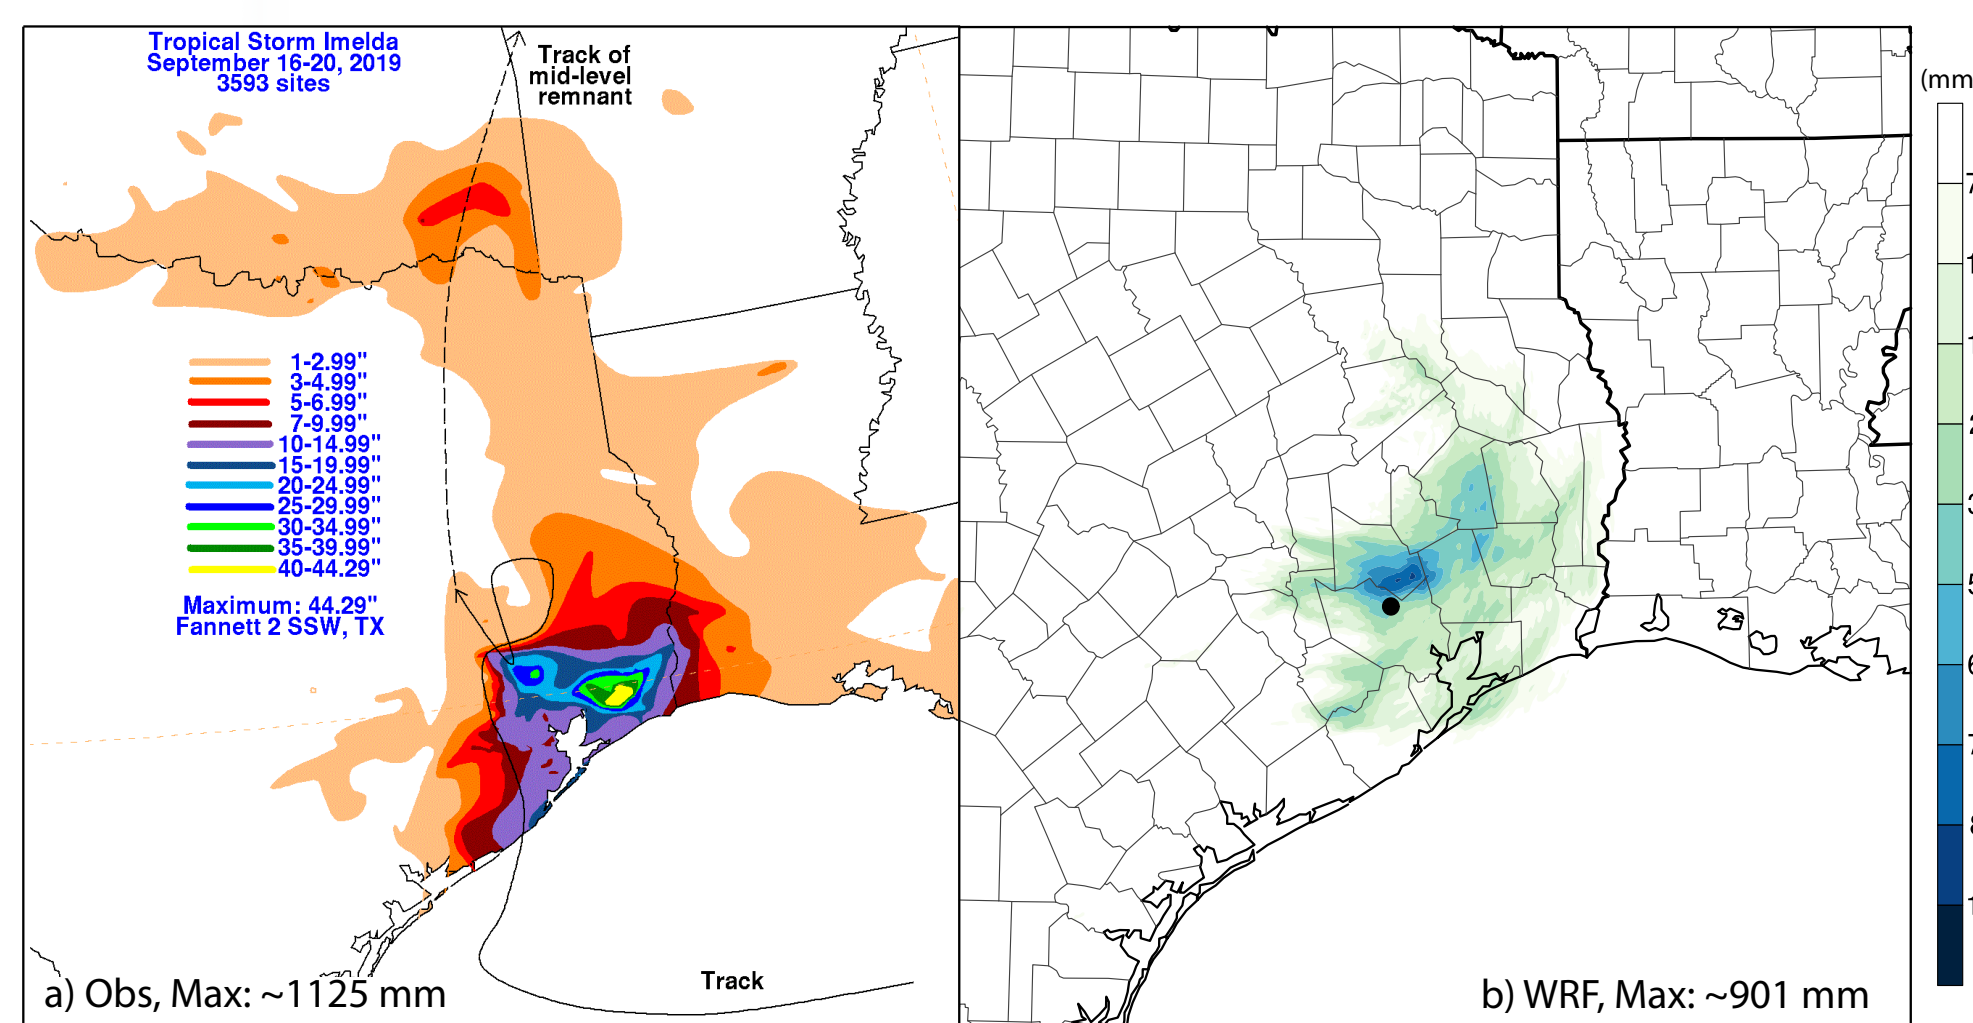 Tropical Storm Imelda
September 16-20, 2019
3593 sites
Track of
mid-level
remnant
1-2.99"
3-4.99"
5-6.99"
7-9.99"
10-14.99"
15-19.99"
20-24.99"
25-29.99"
30-34.99"
35-39.99"
40-44.29"
Maximum: 44.29"
Fannett 2 SSW, TX
Track
a) Obs, Max: ~1125 mm
b) WRF, Max: ~901 mm
(mm